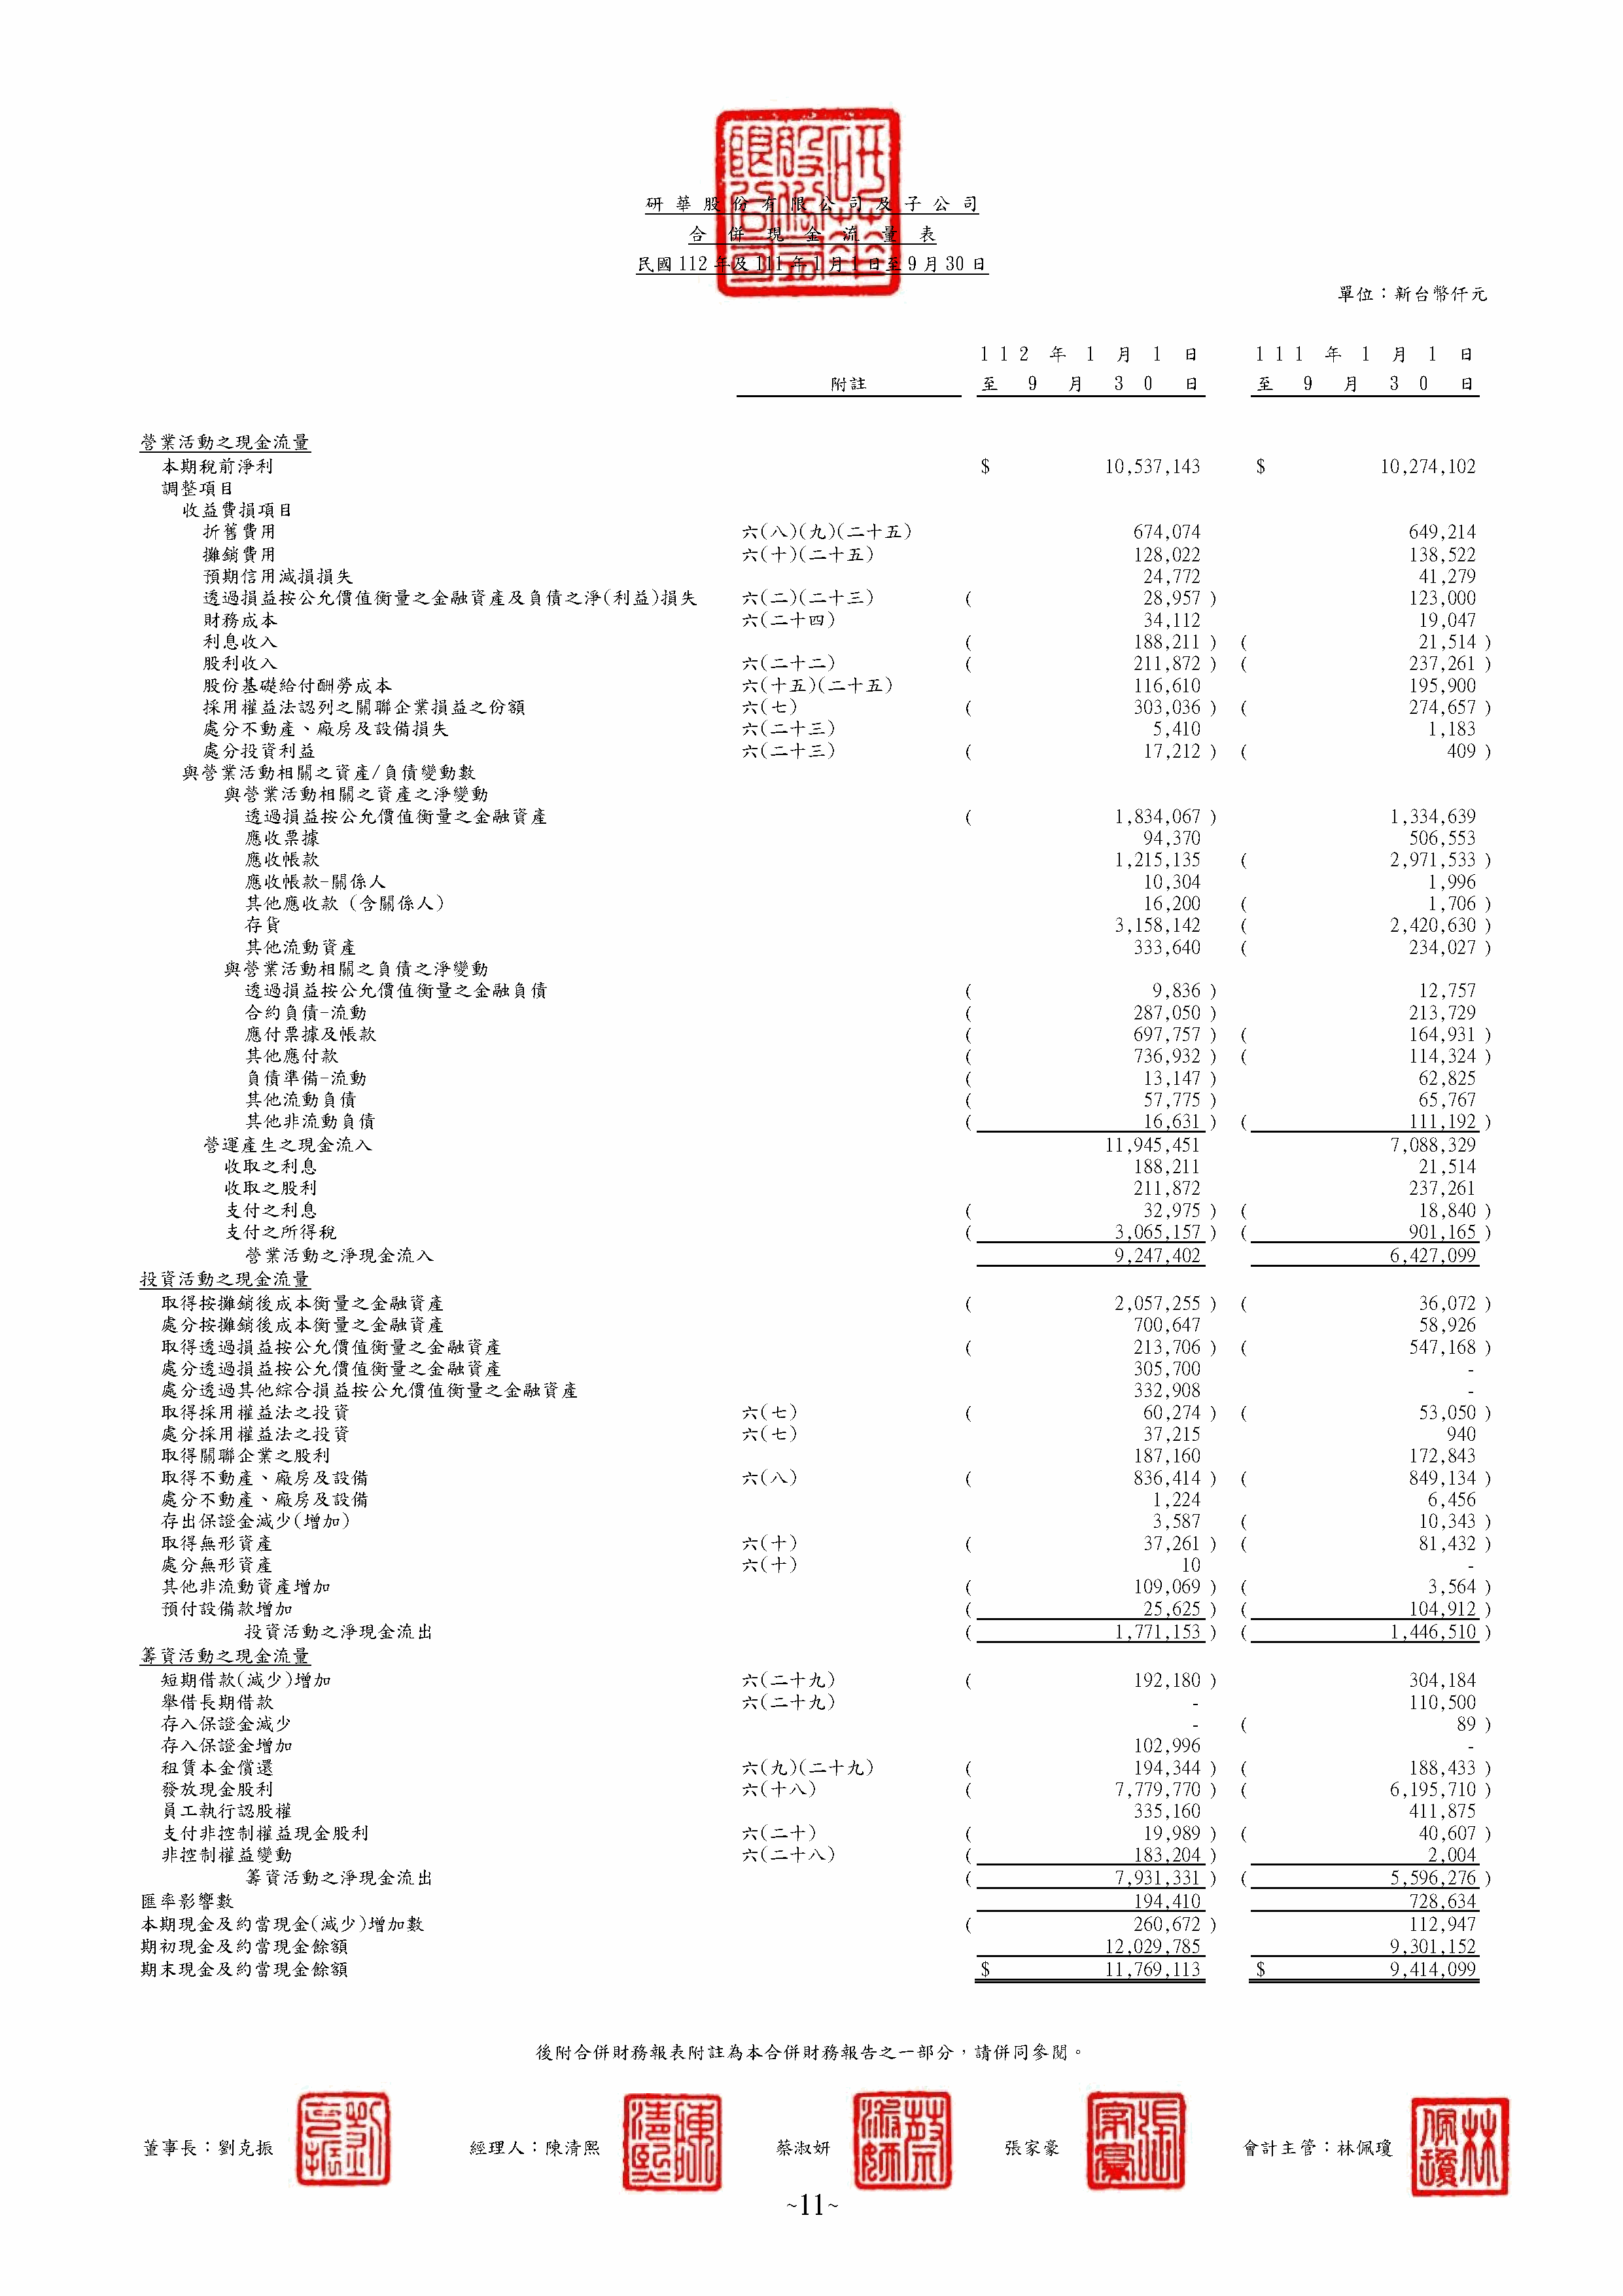 研華股份有限公司及子公司
合併現金流量表
民國112年及111年1月1日至9月30日
單位：新台幣仟元
112年1月1日 111年1月1日
附註 至9月30日 至9月30日
營業活動之現金流量
本期稅前淨利 $ 10,537,143 $ 10,274,102
調整項目
收益費損項目
折舊費用 六(八)(九)(二十五) 674,074 649,214
攤銷費用 六(十)(二十五) 128,022 138,522
預期信用減損損失 24,772 41,279
透過損益按公允價值衡量之金融資產及負債之淨(利益)損失 六(二)(二十三) ( 28,957 ) 123,000
財務成本 六(二十四) 34,112 19,047
利息收入 ( 188,211 ) ( 21,514 )
股利收入 六(二十二) ( 211,872 ) ( 237,261 )
股份基礎給付酬勞成本 六(十五)(二十五) 116,610 195,900
採用權益法認列之關聯企業損益之份額 六(七) ( 303,036 ) ( 274,657 )
處分不動產、廠房及設備損失 六(二十三) 5,410 1,183
處分投資利益 六(二十三) ( 17,212 ) ( 409 )
與營業活動相關之資產/負債變動數
與營業活動相關之資產之淨變動
透過損益按公允價值衡量之金融資產 ( 1,834,067 ) 1,334,639
應收票據 94,370 506,553
應收帳款 1,215,135 ( 2,971,533 )
應收帳款-關係人 10,304 1,996
其他應收款（含關係人） 16,200 ( 1,706 )
存貨 3,158,142 ( 2,420,630 )
其他流動資產 333,640 ( 234,027 )
與營業活動相關之負債之淨變動
透過損益按公允價值衡量之金融負債 ( 9,836 ) 12,757
合約負債-流動 ( 287,050 ) 213,729
應付票據及帳款 ( 697,757 ) ( 164,931 )
其他應付款 ( 736,932 ) ( 114,324 )
負債準備-流動 ( 13,147 ) 62,825
其他流動負債 ( 57,775 ) 65,767
其他非流動負債 ( 16,631 ) ( 111,192 )
營運產生之現金流入 11,945,451 7,088,329
收取之利息 188,211 21,514
收取之股利 211,872 237,261
支付之利息 ( 32,975 ) ( 18,840 )
支付之所得稅 ( 3,065,157 ) ( 901,165 )
營業活動之淨現金流入 9,247,402 6,427,099
投資活動之現金流量
取得按攤銷後成本衡量之金融資產 ( 2,057,255 ) ( 36,072 )
處分按攤銷後成本衡量之金融資產 700,647 58,926
取得透過損益按公允價值衡量之金融資產 ( 213,706 ) ( 547,168 )
處分透過損益按公允價值衡量之金融資產 305,700 -
處分透過其他綜合損益按公允價值衡量之金融資產 332,908 -
取得採用權益法之投資 六(七) ( 60,274 ) ( 53,050 )
處分採用權益法之投資 六(七) 37,215 940
取得關聯企業之股利 187,160 172,843
取得不動產、廠房及設備 六(八) ( 836,414 ) ( 849,134 )
處分不動產、廠房及設備 1,224 6,456
存出保證金減少(增加) 3,587 ( 10,343 )
取得無形資產 六(十) ( 37,261 ) ( 81,432 )
處分無形資產 六(十) 10 -
其他非流動資產增加 ( 109,069 ) ( 3,564 )
預付設備款增加 ( 25,625 ) ( 104,912 )
投資活動之淨現金流出 ( 1,771,153 ) ( 1,446,510 )
籌資活動之現金流量
短期借款(減少)增加 六(二十九) ( 192,180 ) 304,184
舉借長期借款 六(二十九) - 110,500
存入保證金減少 - ( 89 )
存入保證金增加 102,996 -
租賃本金償還 六(九)(二十九) ( 194,344 ) ( 188,433 )
發放現金股利 六(十八) ( 7,779,770 ) ( 6,195,710 )
員工執行認股權 335,160 411,875
支付非控制權益現金股利 六(二十) ( 19,989 ) ( 40,607 )
非控制權益變動 六(二十八) ( 183,204 ) 2,004
籌資活動之淨現金流出 ( 7,931,331 ) ( 5,596,276 )
匯率影響數 194,410 728,634
本期現金及約當現金(減少)增加數 ( 260,672 ) 112,947
期初現金及約當現金餘額 12,029,785 9,301,152
期末現金及約當現金餘額 $ 11,769,113 $ 9,414,099
後附合併財務報表附註為本合併財務報告之一部分，請併同參閱。
董事長：劉克振 經理人：陳清熙 蔡淑妍 張家豪 會計主管：林佩瓊
~11~